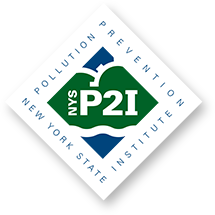 POLLUTION PREVENTION
NYS
P2I
NEW YORK STATE INSTITUTE